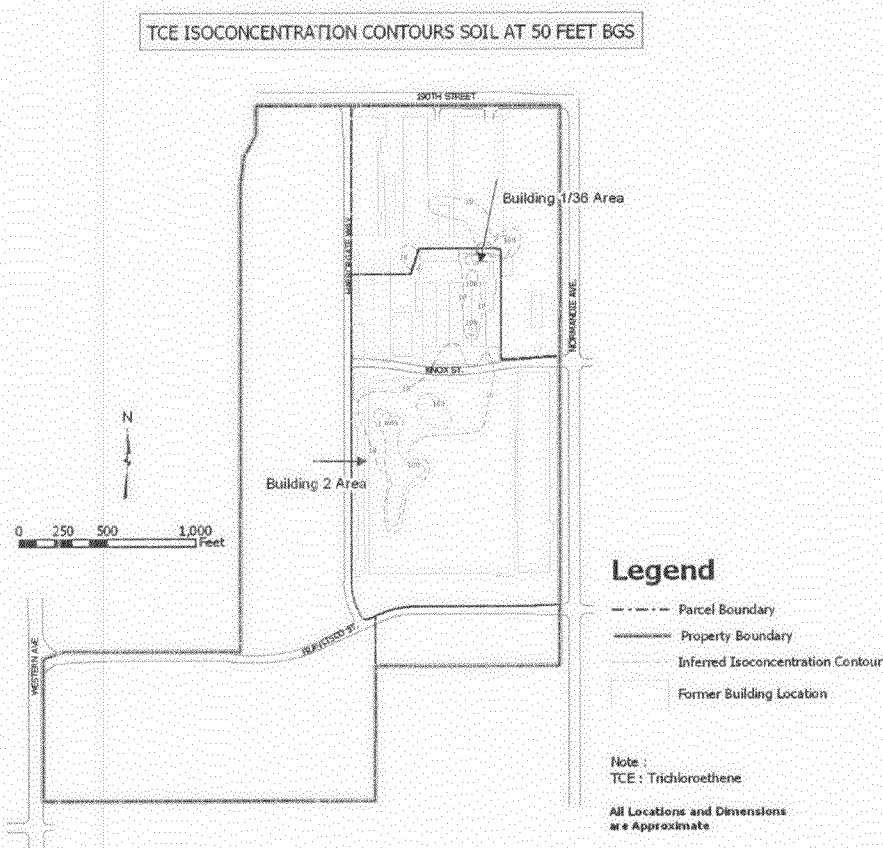 TCE ISOCONCENTRATION CONTOURS SOIL AT 50 FEET BGS
190TH STREET
Building 1/36 Area
NORMANDIE AVE.
KNOX ST.
N
Building 2 Area
0 250 500 1,000
Feet
FRANCISCO ST.
WESTERN AVE
Legend
Parcel Boundary
Property Boundary
Inferred Isoconcentration Contour
Former Building Location
Note :
TCE : Trichloroethene
All Locations and Dimensions
are Approximate